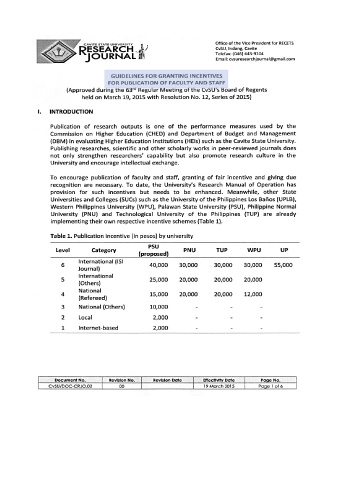 CAVITE STATE UNIVERSITY
RESEARCH
JOURNAL
Office of the Vice President for RECETS
CvSU, Indang, Cavite
Telefax: (046) 443-9104
Email: cvsuresearchjournal@gmail.com
GUIDELINES FOR GRANTING INCENTIVES
FOR PUBLICATION OF FACULTY AND STAFF
(Approved during the 63rd Regular Meeting of the CvSU's Board of Regents
held on March 19, 2015 with Resolution No. 12, Series of 2015)
I. INTRODUCTION
Publication of research outputs is one of the performance measures used by the
Commission on Higher Education (CHED) and Department of Budget and Management
(DBM) in evaluating Higher Education Institutions (HEIs) such as the Cavite State University.
Publishing researches, scientific and other scholarly works in peer-reviewed journals does
not only strengthen researchers' capability but also promote research culture in the
University and encourage intellectual exchange.
To encourage publication of faculty and staff, granting of fair incentive and giving due
recognition are necessary. To date, the University's Research Manual of Operation has
provision for such incentives but needs to be enhanced. Meanwhile, other State
Universities and Colleges (SUCs) such as the University of the Philippines Los Baños (UPLB),
Western Philippines University (WPU), Palawan State University (PSU), Philippine Normal
University (PNU) and Technological University of the Philippines (TUP) are already
implementing their own respective incentive schemes (Table 1).
Table 1. Publication incentive (in pesos) by university
Level Category PSU (proposed) PNU TUP WPU UP
6 International (ISI Journal) 40,000 30,000 30,000 30,000 55,000
5 International (Others) 25,000 20,000 20,000 20,000
4 National (Refereed) 15,000 20,000 20,000 12,000
3 National (Others) 10,000 - - -
2 Local 2,000 - - -
1 Internet-based 2,000 - - -
Document No. Revision No. Revision Date Effectivity Date Page No.
CvSU/DOC-CRJO.02 00 19 March 2015 Page 1 of 6